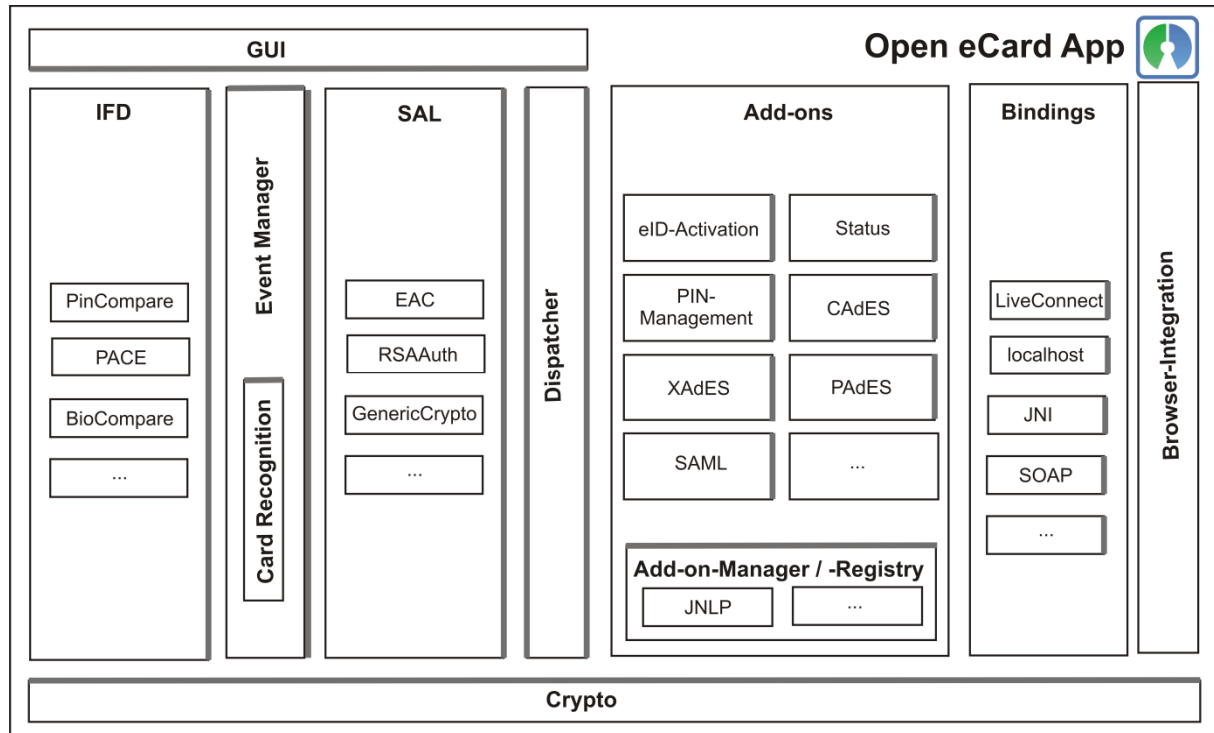 GUI
Open eCard App
IFD
PinCompare
PACE
BioCompare
...
Event Manager
Card Recognition
SAL
EAC
RSAAuth
GenericCrypto
...
Dispatcher
Add-ons
eID-Activation
Status
PIN-
Management
CAdES
XAdES
PAdES
SAML
...
Add-on-Manager / -Registry
JNLP
...
Bindings
LiveConnect
localhost
JNI
SOAP
...
Browser-Integration
Crypto